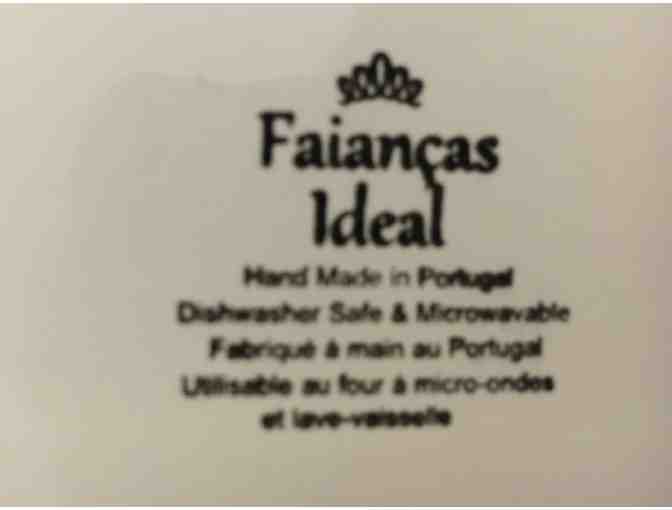 Faianças
Ideal
Hand Made in Portugal
Dishwasher Safe & Microwavable
Fabriqué à main au Portugal
Utilisable au four à micro-ondes
et lave-vaisselle